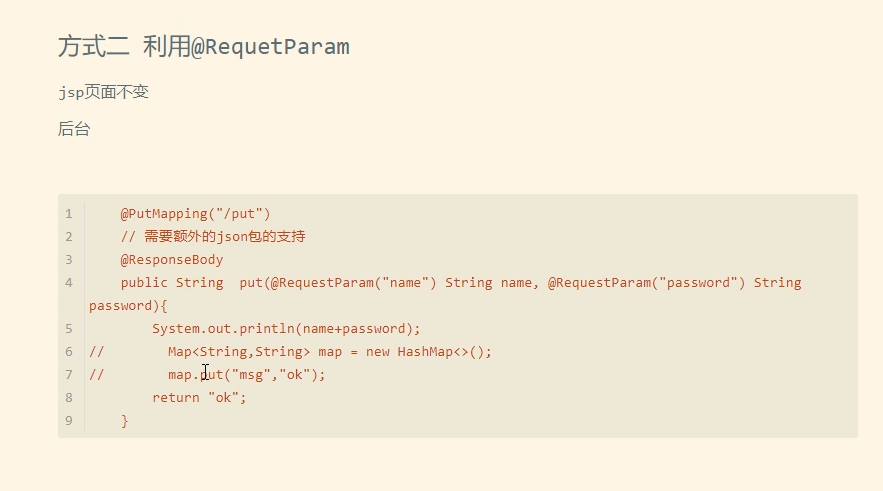 方式二 利用@RequetParam
jsp页面不变
后台
1 @PutMapping("/put")
2 // 需要额外的json包的支持
3 @ResponseBody
4 public String  put(@RequestParam("name") String name, @RequestParam("password") String
password){
5 System.out.println(name+password);
6 // Map<String,String> map = new HashMap<>();
7 // map.put("msg","ok");
8 return "ok";
9 }